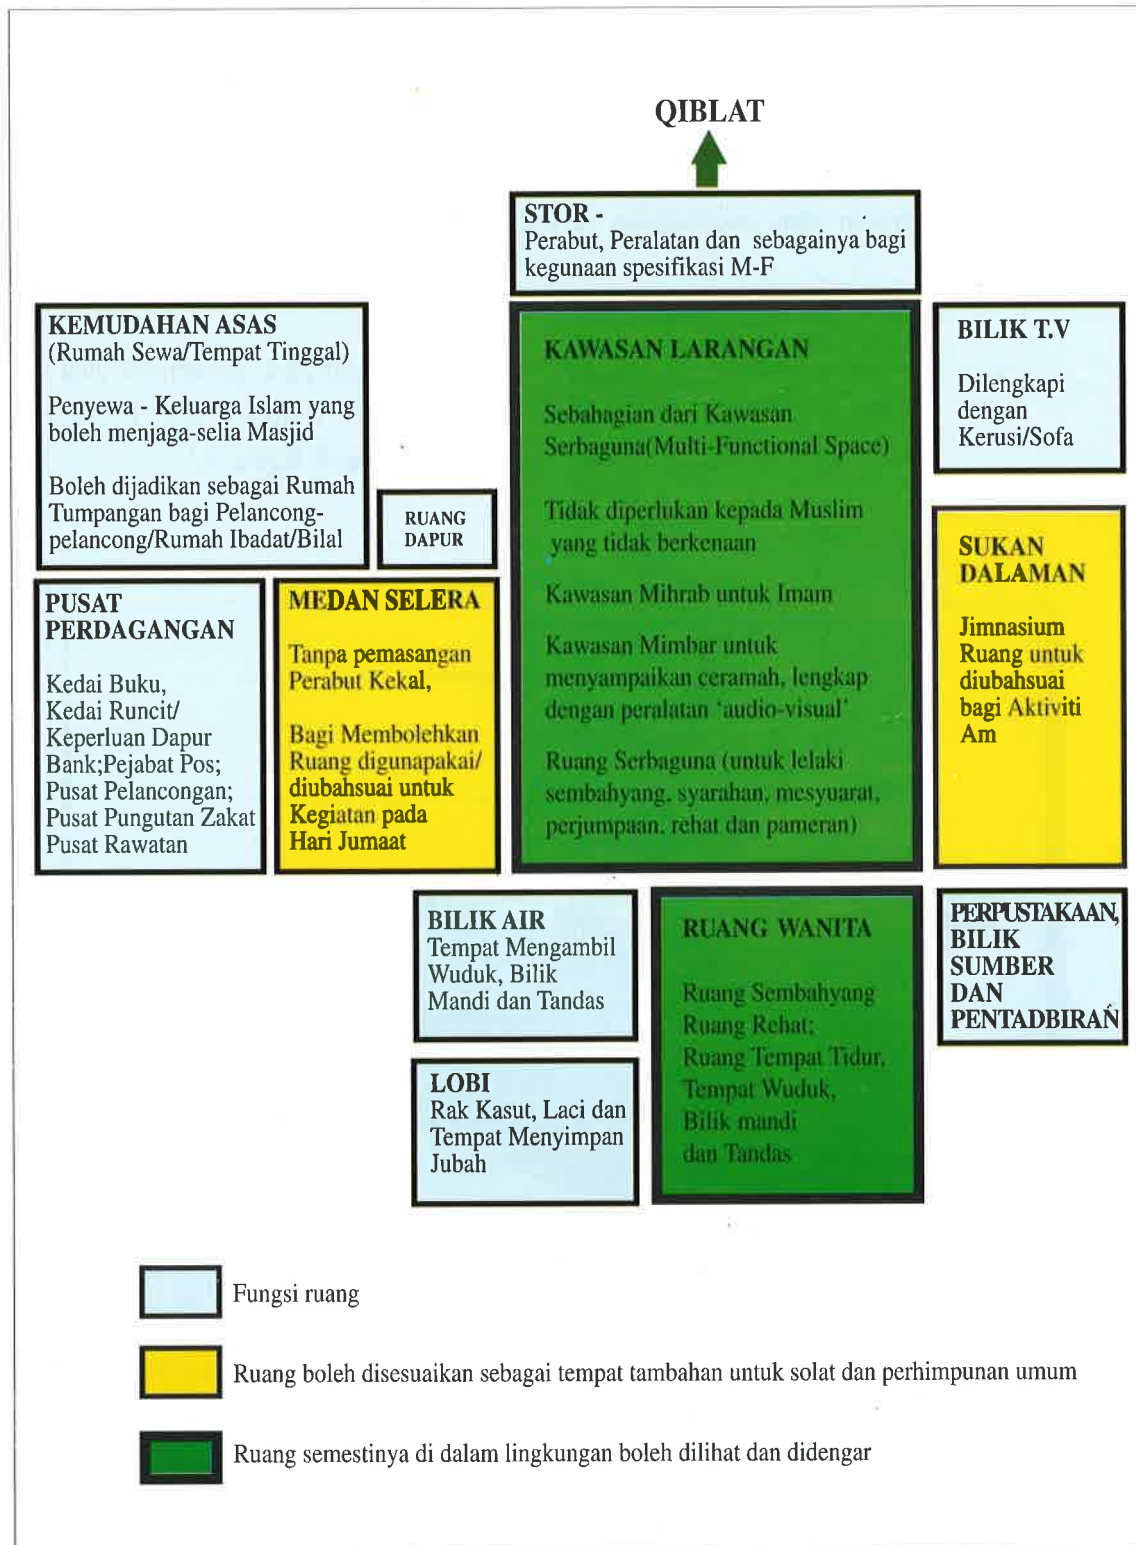 QIBLAT
STOR -
Perabut, Peralatan dan sebagainya bagi
kegunaan spesifikasi M-F
KEMUDAHAN ASAS
(Rumah Sewa/Tempat Tinggal)
Penyewa - Keluarga Islam yang
boleh menjaga-selia Masjid
Boleh dijadikan sebagai Rumah
Tumpangan bagi Pelancong-
pelancong/Rumah Ibadat/Bilal
RUANG
DAPUR
KAWASAN LARANGAN
Sebahagian dari Kawasan
Serbaguna(Multi-Functional Space)
Tidak diperlukan kepada Muslim
yang tidak berkenaan
Kawasan Mihrab untuk Imam
Kawasan Mimbar untuk
menyampaikan ceramah, lengkap
dengan peralatan ‘audio-visual’
Ruang Serbaguna (untuk lelaki
sembahyang, syarahan, mesyuarat,
perjumpaan, rehat dan pameran)
BILIK T.V
Dilengkapi
dengan
Kerusi/Sofa
PUSAT
PERDAGANGAN
Kedai Buku,
Kedai Runcit/
Keperluan Dapur
Bank;Pejabat Pos;
Pusat Pelancongan;
Pusat Pungutan Zakat
Pusat Rawatan
MEDAN SELERA
Tanpa pemasangan
Perabut Kekal,
Bagi Membolehkan
Ruang digunapakai/
diubahsuai untuk
Kegiatan pada
Hari Jumaat
SUKAN
DALAMAN
Jimnasium
Ruang untuk
diubahsuai
bagi Aktiviti
Am
BILIK AIR
Tempat Mengambil
Wuduk, Bilik
Mandi dan Tandas
RUANG WANITA
Ruang Sembahyang
Ruang Rehat;
Ruang Tempat Tidur,
Tempat Wuduk,
Bilik mandi
dan Tandas
PERPUSTAKAAN,
BILIK
SUMBER
DAN
PENTADBIRAN
LOBI
Rak Kasut, Laci dan
Tempat Menyimpan
Jubah
Fungsi ruang
Ruang boleh disesuaikan sebagai tempat tambahan untuk solat dan perhimpunan umum
Ruang semestinya di dalam lingkungan boleh dilihat dan didengar